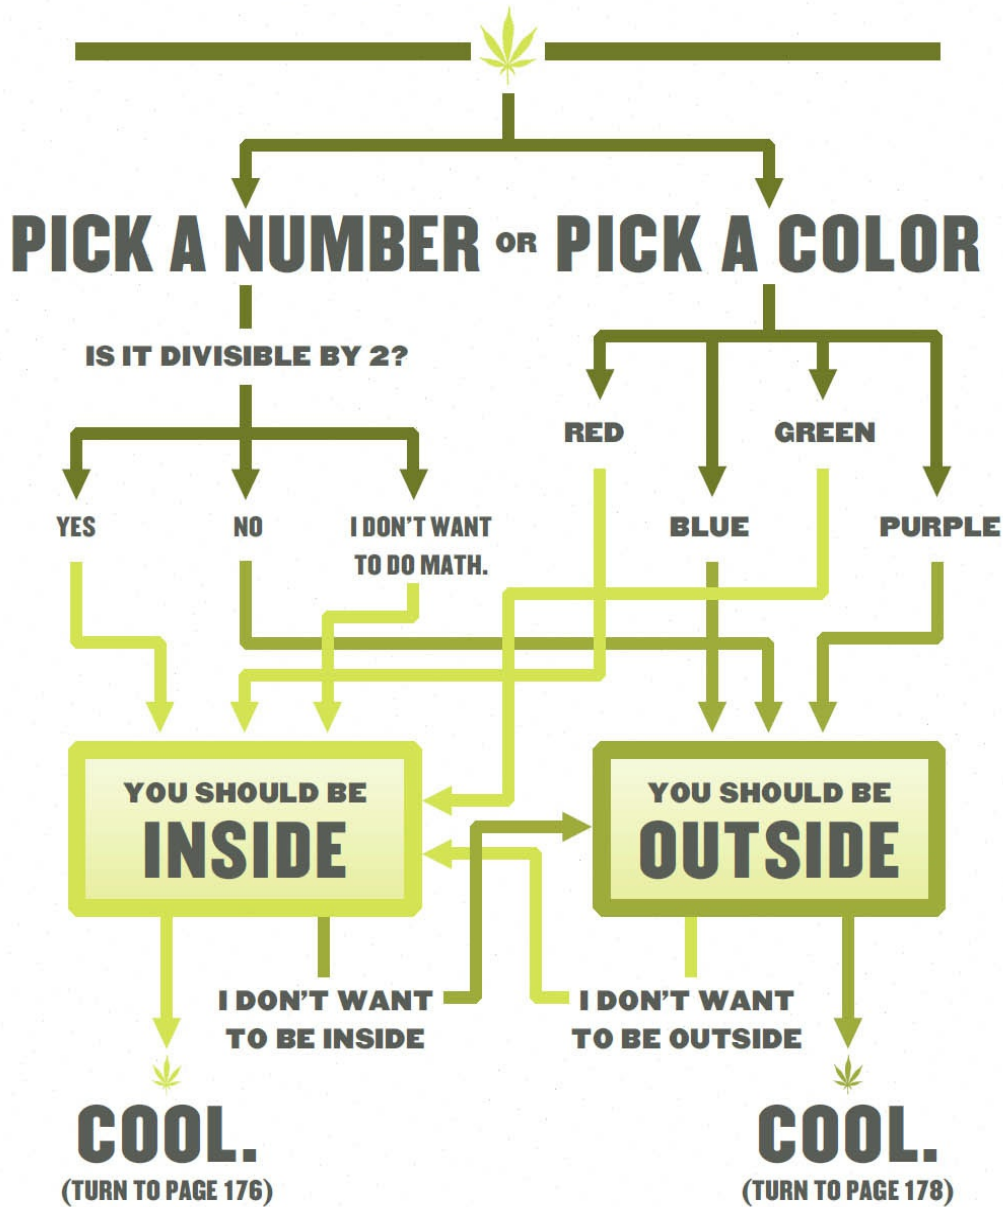 PICK A NUMBER OR PICK A COLOR
IS IT DIVISIBLE BY 2?
RED
GREEN
YES
NO
I DON'T WANT
TO DO MATH.
BLUE
PURPLE
YOU SHOULD BE
INSIDE
YOU SHOULD BE
OUTSIDE
I DON'T WANT
TO BE INSIDE
I DON'T WANT
TO BE OUTSIDE
COOL.
(TURN TO PAGE 176)
COOL.
(TURN TO PAGE 178)